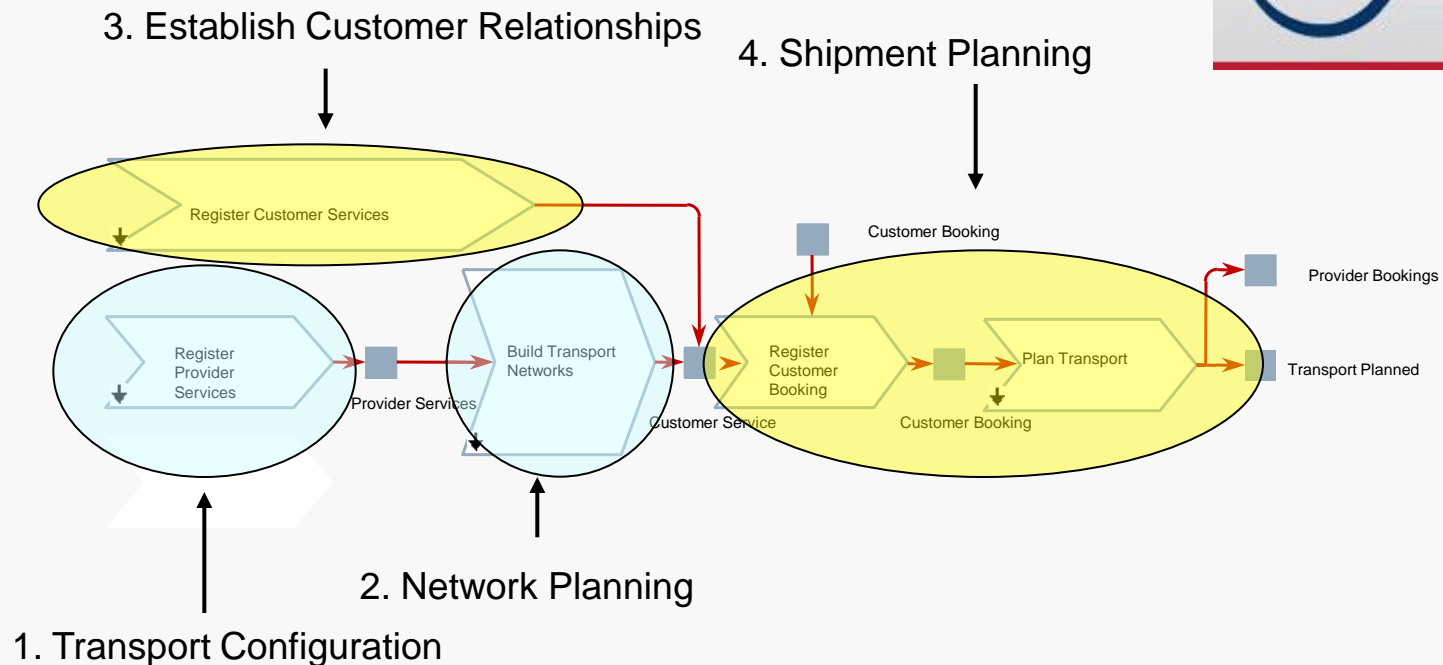 3. Establish Customer Relationships
4. Shipment Planning
Register Customer Services
Customer Booking
Provider Bookings
Register
Provider
Services
Build Transport
Networks
Register
Customer
Booking
Plan Transport
Transport Planned
Provider Services
Customer Service
Customer Booking
2. Network Planning
1. Transport Configuration